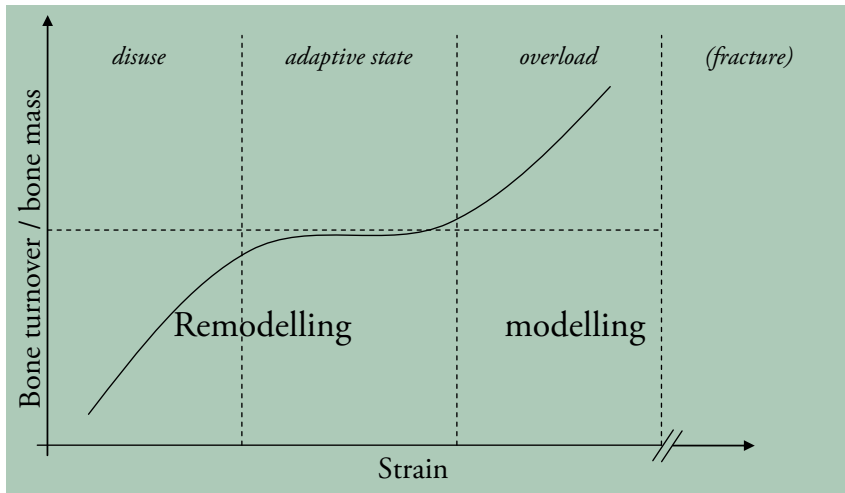 disuse
adaptive state
overload
(fracture)
Bone turnover / bone mass
Remodelling
modelling
Strain